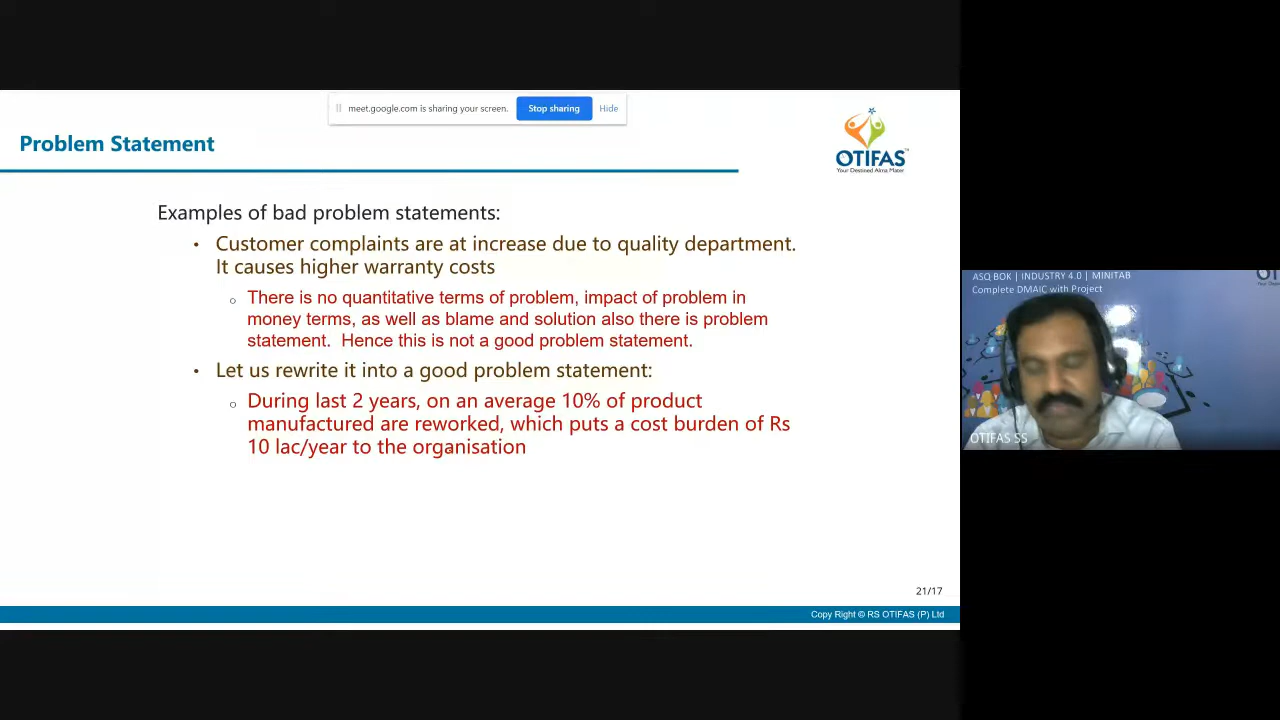 meet.google.com is sharing your screen.
Stop sharing
Hide
Problem Statement
OTIFAS™
Your Destined Alma Mater
Examples of bad problem statements:
• Customer complaints are at increase due to quality department.
It causes higher warranty costs
○ There is no quantitative terms of problem, impact of problem in
money terms, as well as blame and solution also there is problem
statement. Hence this is not a good problem statement.
• Let us rewrite it into a good problem statement:
○ During last 2 years, on an average 10% of product
manufactured are reworked, which puts a cost burden of Rs
10 lac/year to the organisation
21/17
Copy Right © RS OTIFAS (P) Ltd
ASQ BOK | INDUSTRY 4.0 | MINITAB
Complete DMAIC with Project
OTIFAS SS